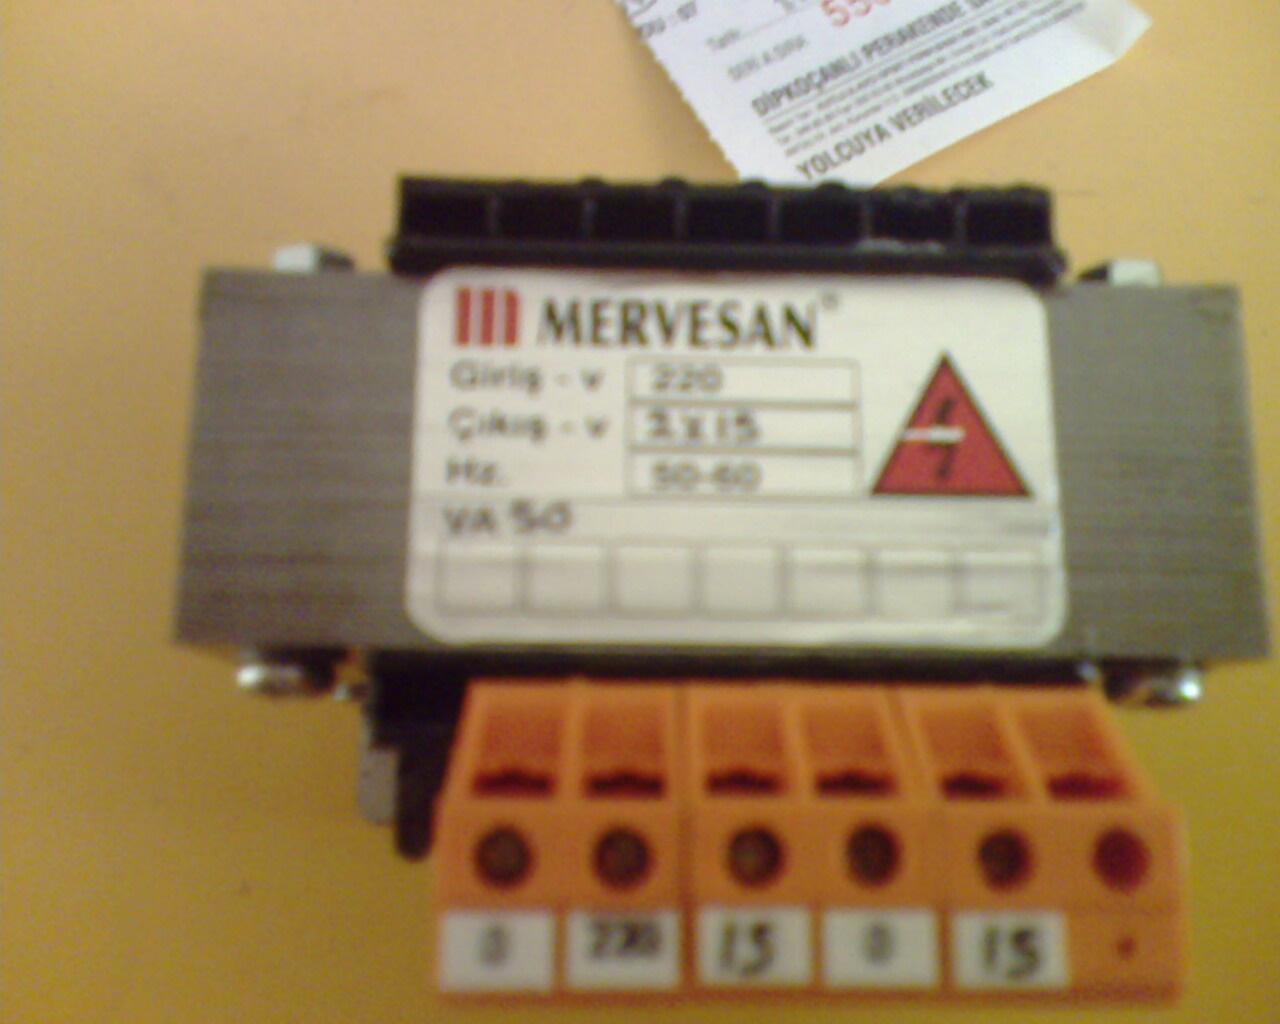 DİPKOÇANLI PERAKENDE
YOLCUYA VERİLECEK
MERVESAN®
Giriş - v 220
Çıkış - v 2x15
Hz. 50-60
VA 50
0 220 15 0 15